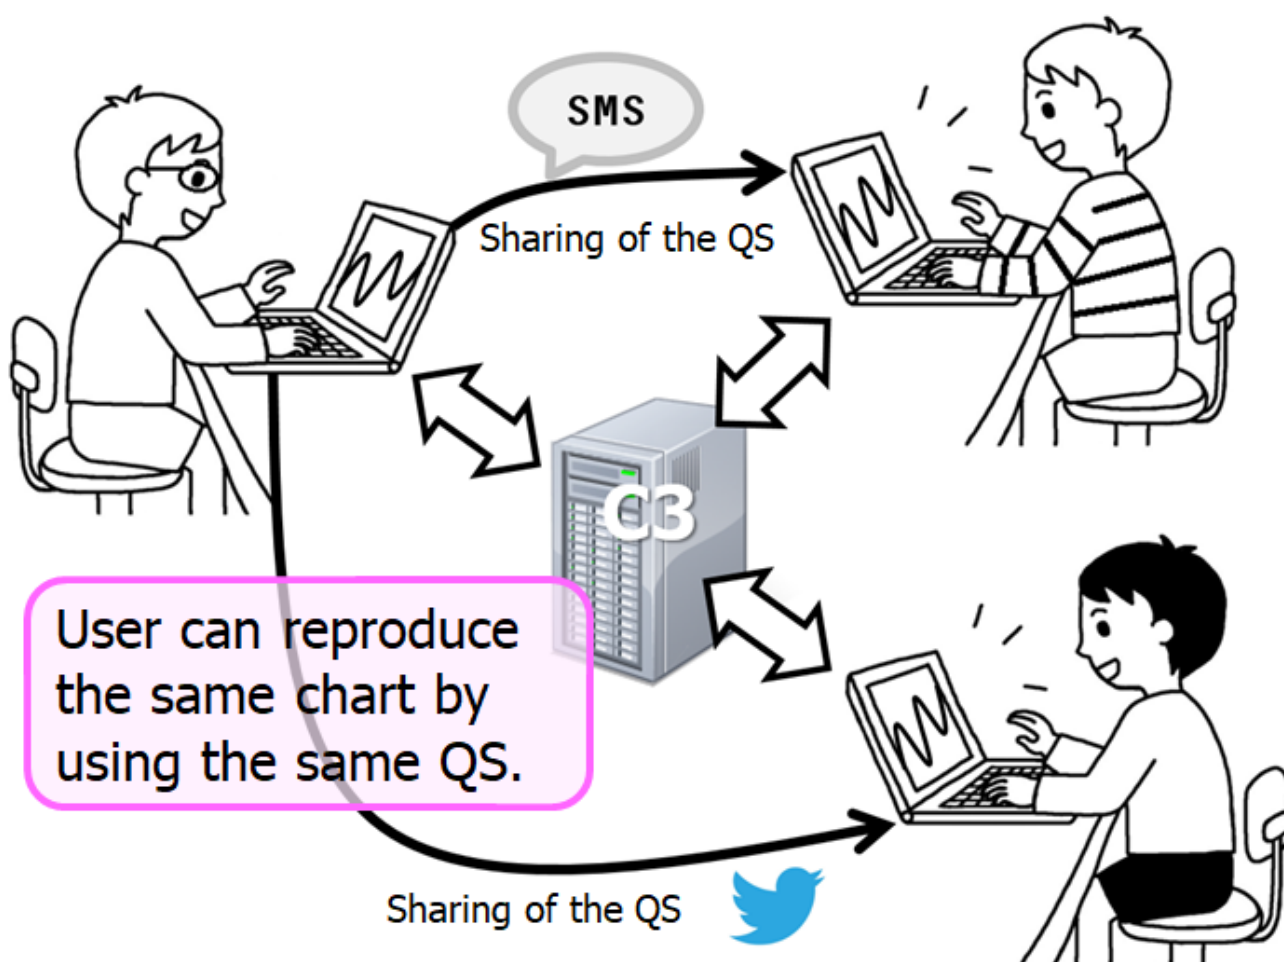 SMS
Sharing of the QS
C3
User can reproduce
the same chart by
using the same QS.
Sharing of the QS